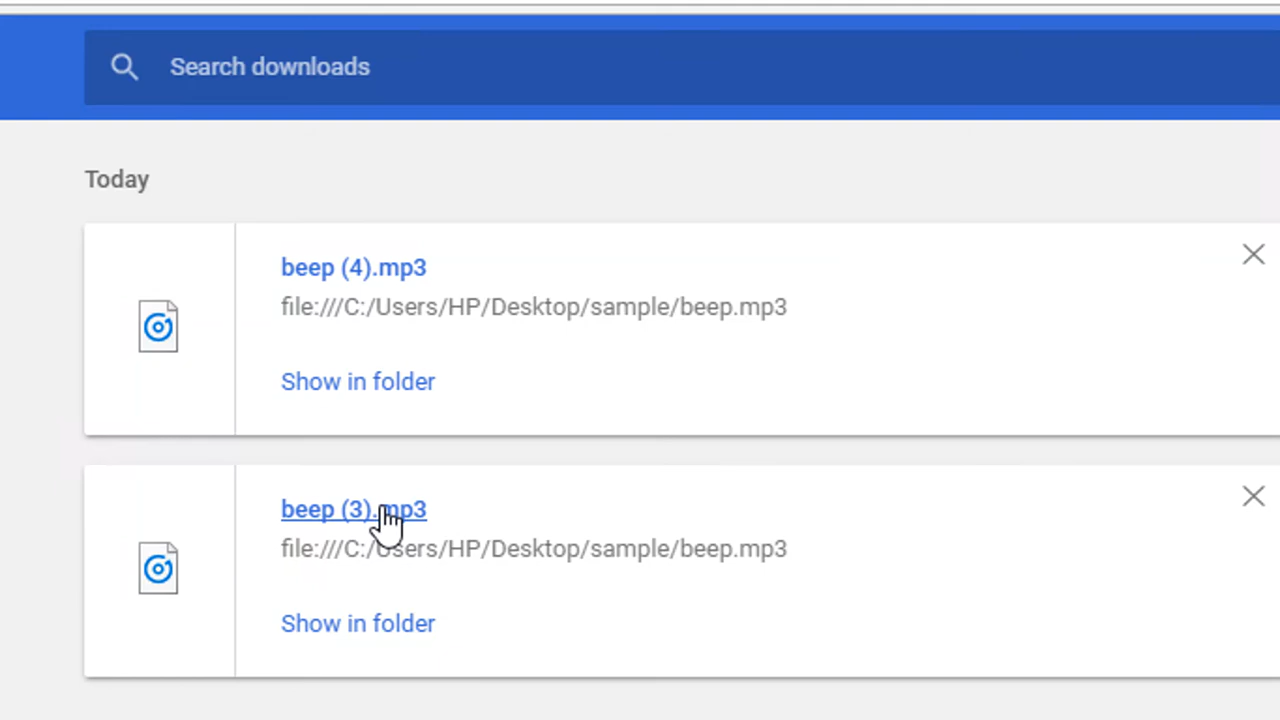 Search downloads
Today
beep (4).mp3
file:///C:/Users/HP/Desktop/sample/beep.mp3
Show in folder
beep (3).mp3
file:///C:/Users/HP/Desktop/sample/beep.mp3
Show in folder